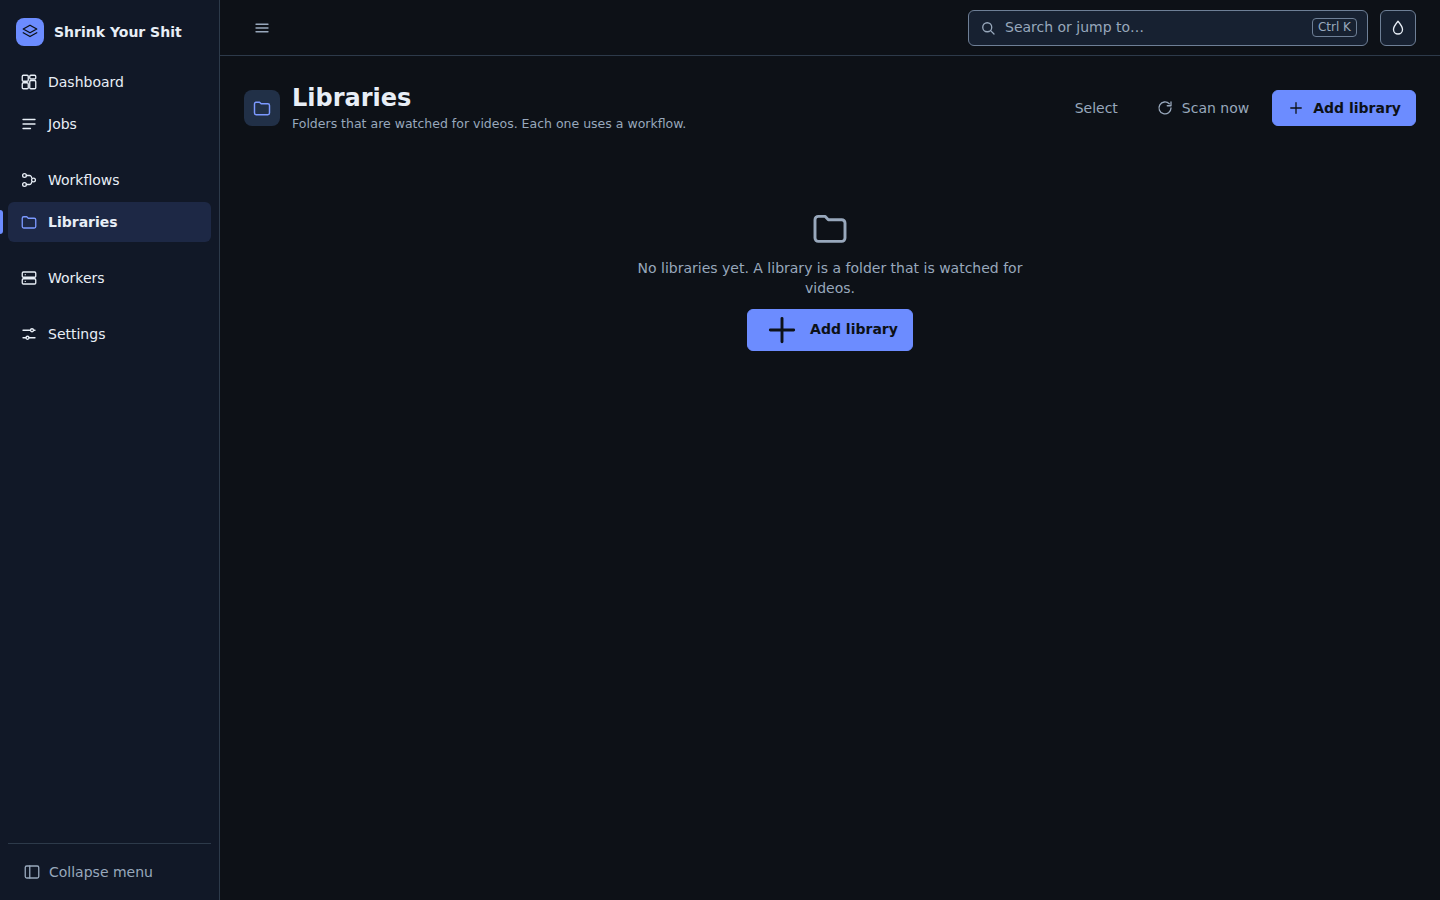 Shrink Your Shit
Search or jump to...
Ctrl K
Dashboard
Jobs
Workflows
Libraries
Workers
Settings
Collapse menu
Libraries
Folders that are watched for videos. Each one uses a workflow.
Select
Scan now
Add library
No libraries yet. A library is a folder that is watched for
videos.
Add library